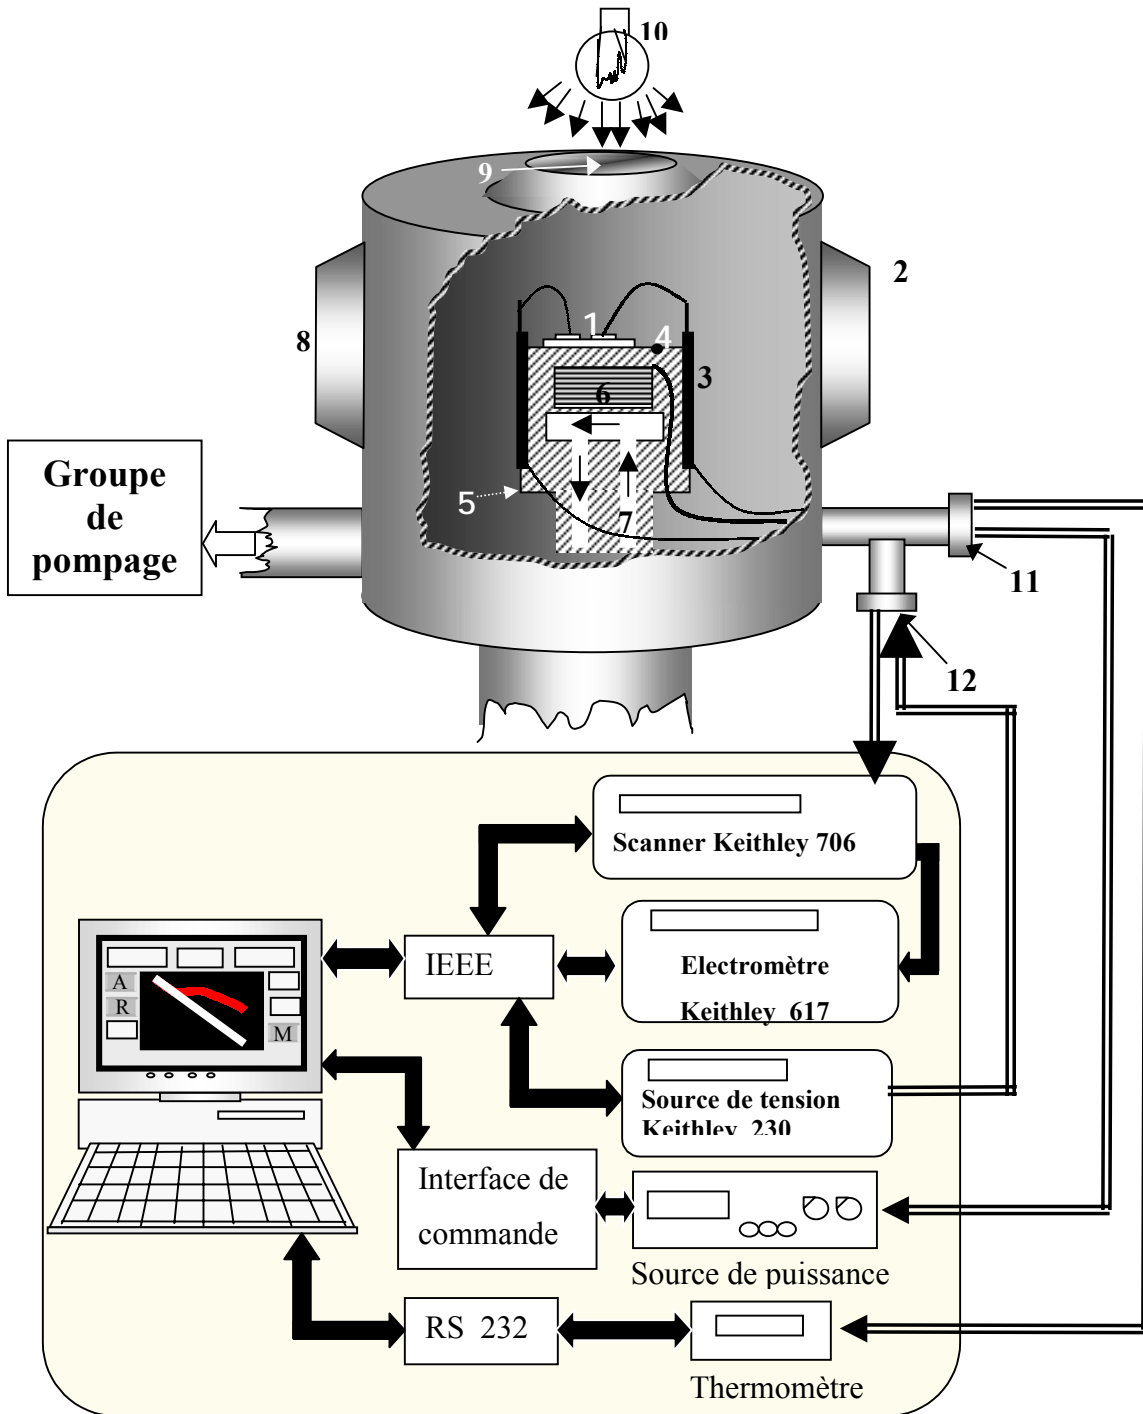 10
9
2
8
1
4
3
6
5
7
Groupe
de
pompage
11
12
Scanner Keithley 706
IEEE
Electromètre
Keithley 617
A
R
M
Source de tension
Keithley 230
Interface de
commande
Source de puissance
RS 232
Thermomètre